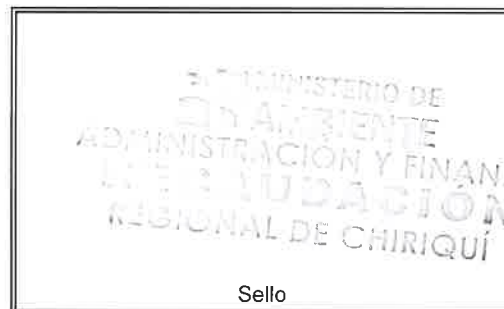 MINISTERIO DE
AMBIENTE
ADMINISTRACIÓN Y FINAN
RECAUDACIÓN
REGIONAL DE CHIRIQUÍ
Sello